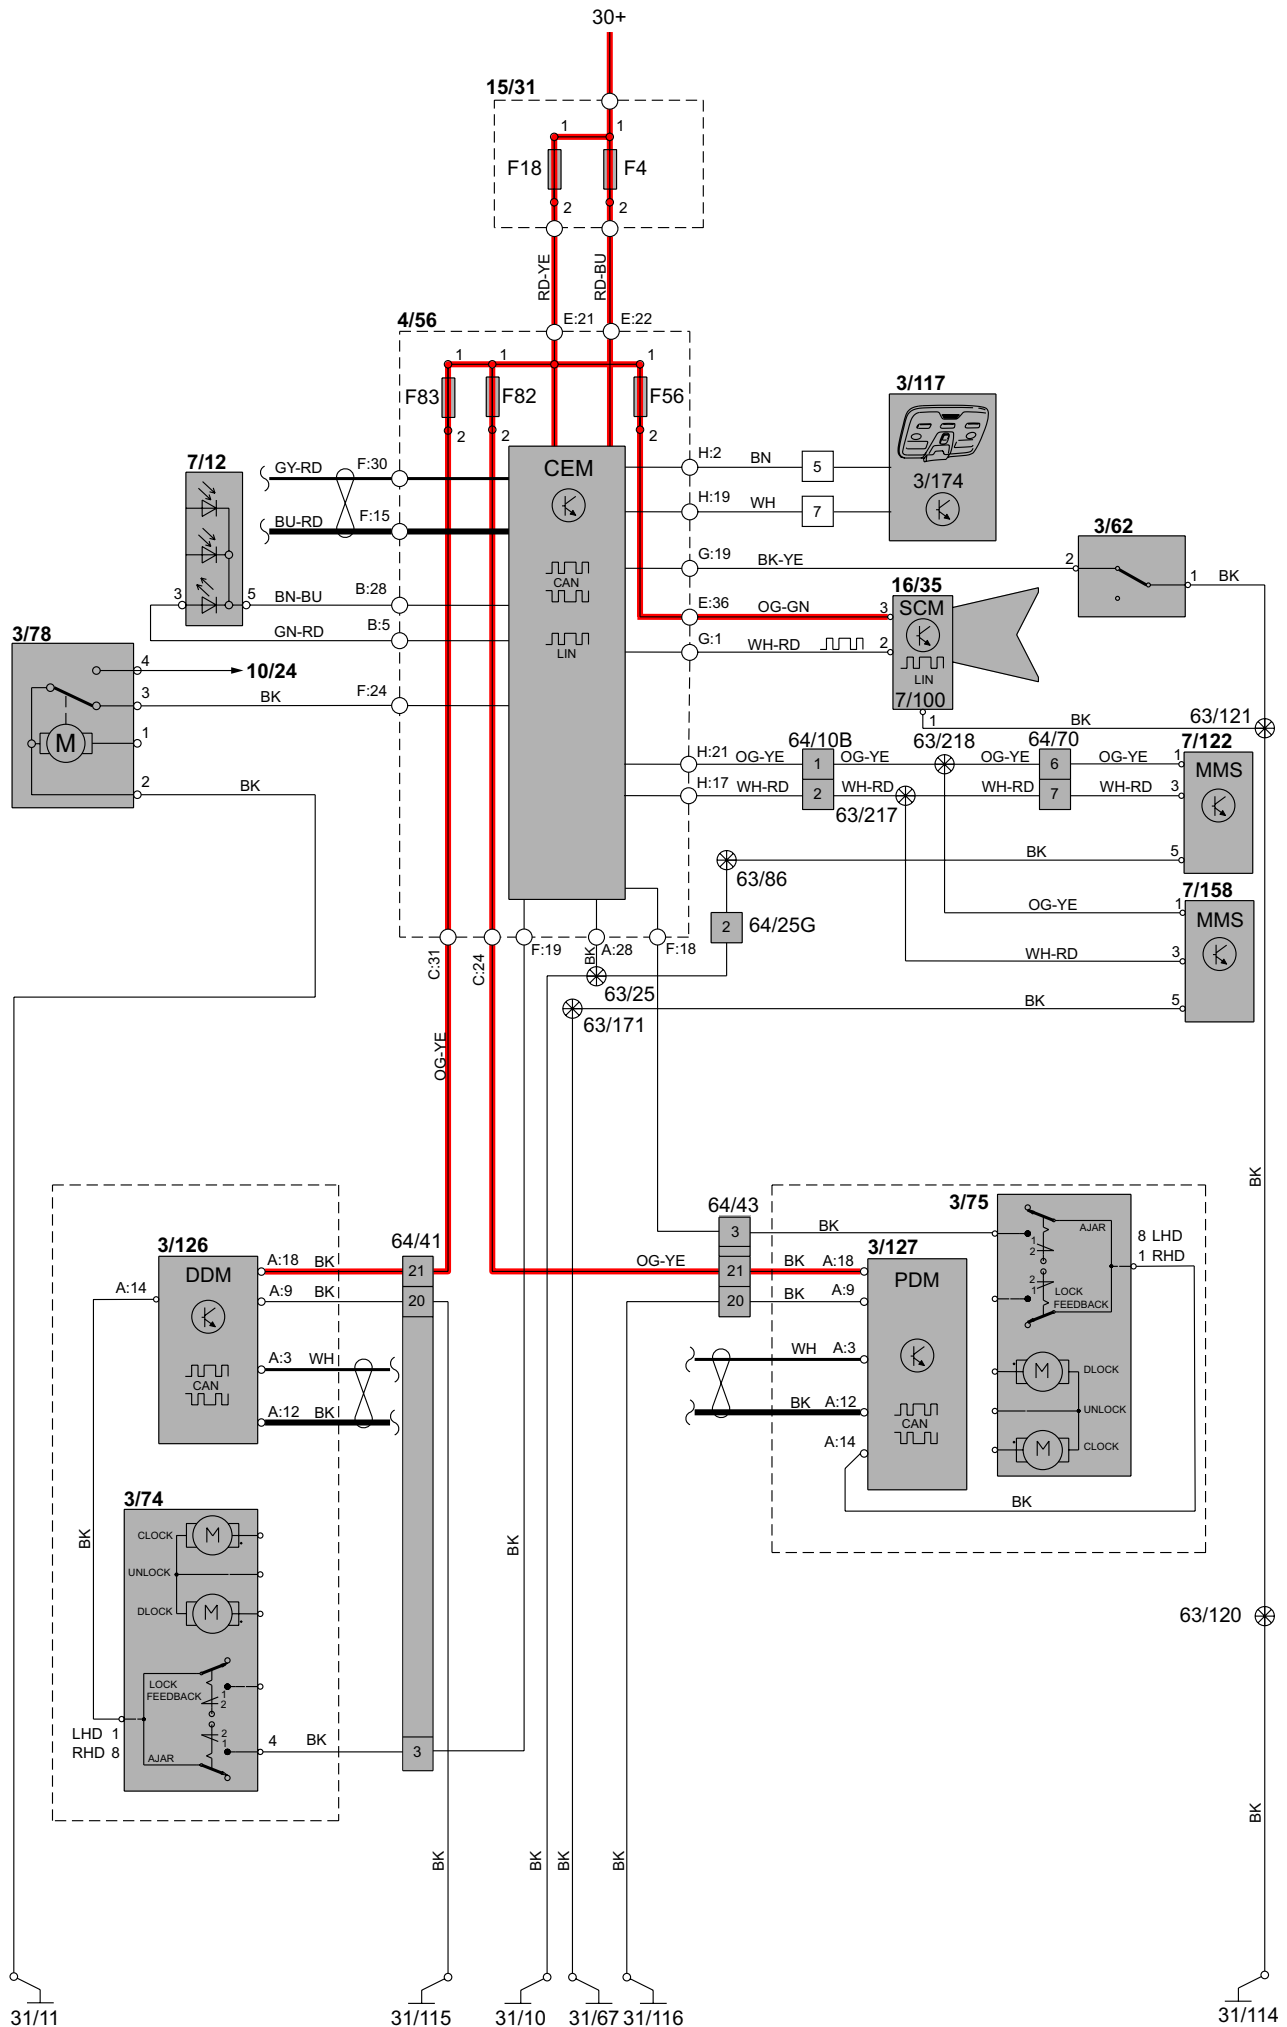 30+
15/31
1 1
F18 F4
2 2
RD-YE RD-BU
4/56 E:21 E:22
1 1 1
F83 F82 F56
2 2 2
3/117
3/174
7/12 GY-RD F:30
BU-RD F:15
CEM
CAN
LIN
H:2 BN 5
H:19 WH 7
3/62
G:19 BK-YE 2 1 BK
16/35
E:36 OG-GN 3 SCM
G:1 WH-RD 2
LIN
7/100
1 BK 63/121
3 5 BN-BU B:28
GN-RD B:5
3/78
4 10/24
3 BK F:24
M 1
2 BK
64/10B 63/218 64/70 7/122
H:21 OG-YE 1 OG-YE OG-YE 6 OG-YE 1 MMS
H:17 WH-RD 2 WH-RD WH-RD 7 WH-RD 3
63/217
63/86 BK 5
7/158
2 64/25G
OG-YE 1 MMS
WH-RD 3
BK 5
C:31 C:24 F:19 BK A:28 F:18
63/25
63/171
OG-YE
BK
3/126 64/41
DDM A:18 BK 21
A:14 A:9 BK 20
A:3 WH
CAN
A:12 BK
64/43 3/75
3 BK
3/127
OG-YE 21 BK A:18 PDM
20 BK A:9
WH A:3
BK A:12
CAN
A:14
BK
AJAR
1
2
8 LHD
1 RHD
2
1
LOCK
FEEDBACK
M DLOCK
UNLOCK
M CLOCK
3/74
BK
CLOCK M
UNLOCK
DLOCK M
LOCK
FEEDBACK
1
2
LHD 1
RHD 8
2
1
AJAR
4 BK 3
BK
63/120
BK BK BK BK BK
31/11 31/115 31/10 31/67 31/116 31/114